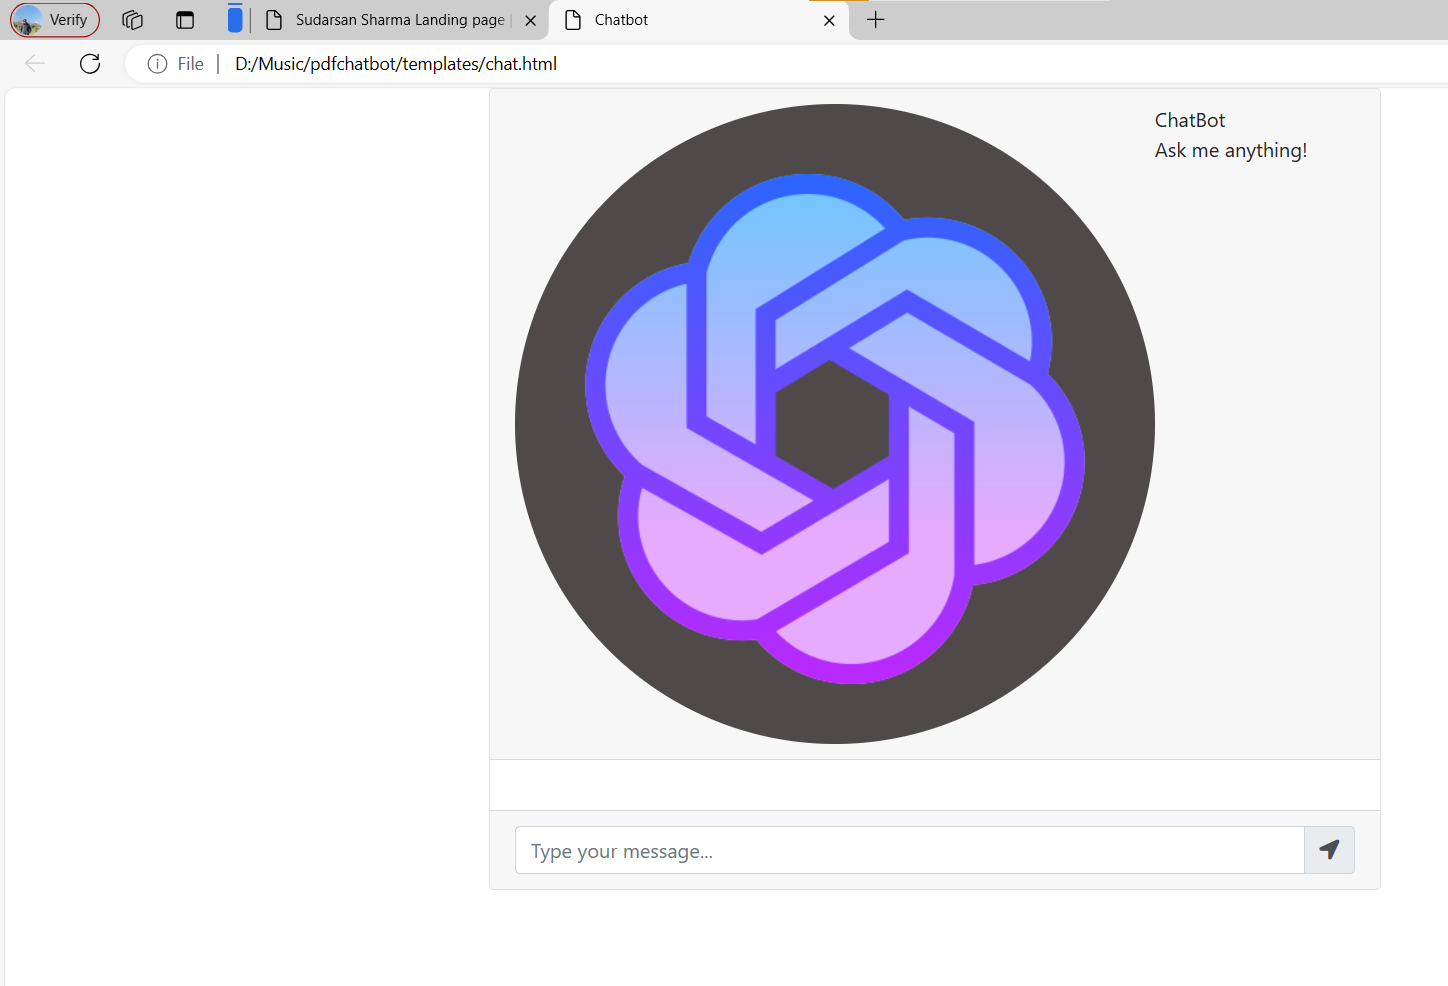 Verify
Sudarsan Sharma Landing page
Chatbot
File
D:/Music/pdfchatbot/templates/chat.html
ChatBot
Ask me anything!
Type your message...